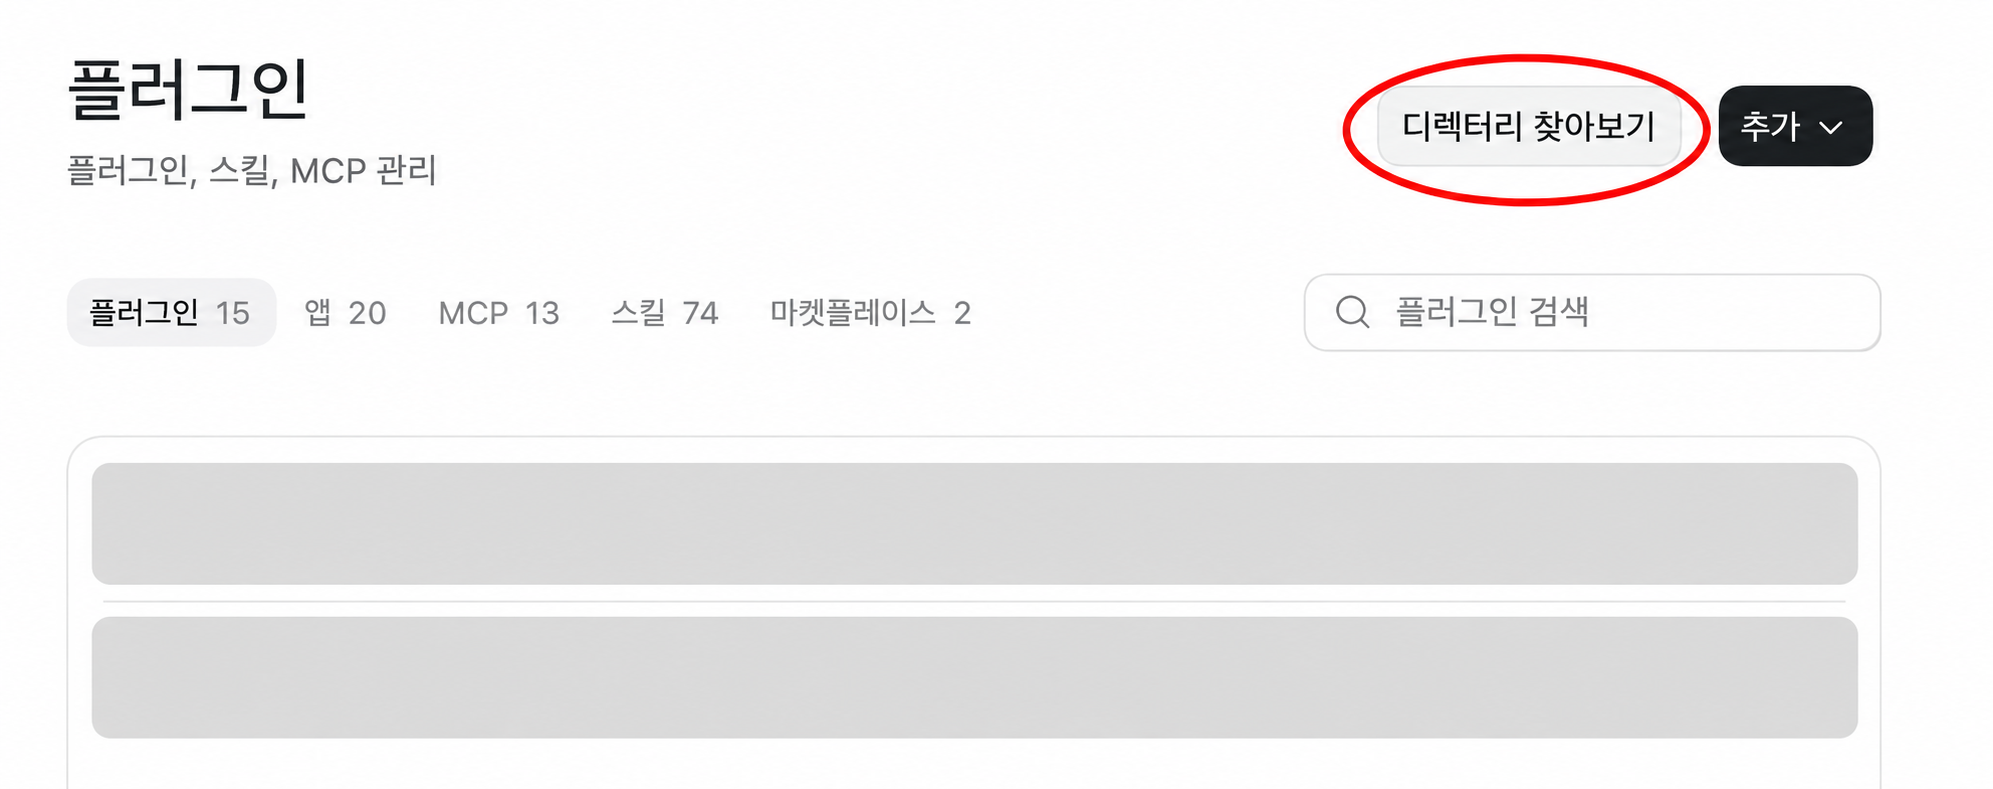 플러그인
플러그인, 스킬, MCP 관리
디렉터리 찾아보기
추가
플러그인 15 앱 20 MCP 13 스킬 74 마켓플레이스 2
플러그인 검색